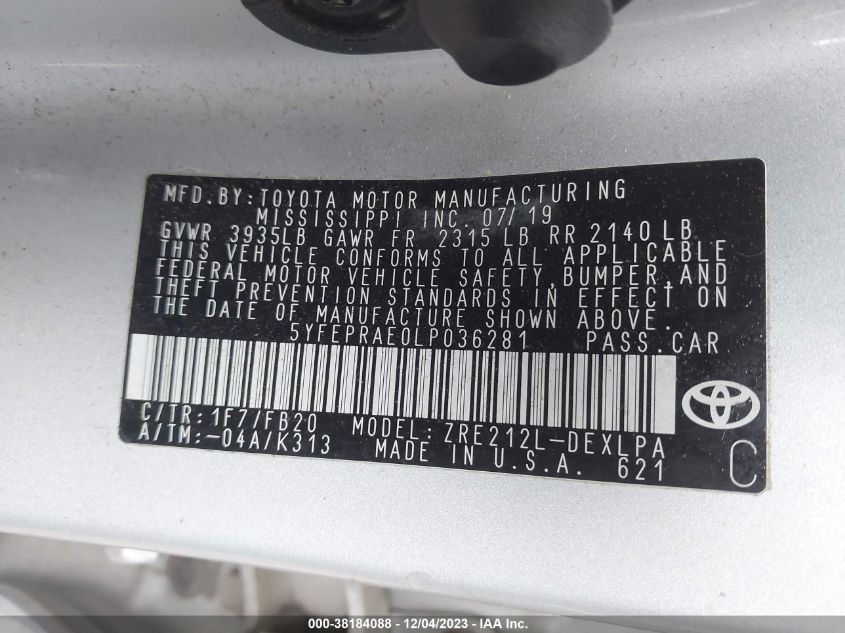 MFD.BY:TOYOTA MOTOR MANUFACTURING
MISSISSIPPI INC. 07/19
GVWR 3935LB GAWR FR 2315 LB RR 2140 LB
THIS VEHICLE CONFORMS TO ALL APPLICABLE
FEDERAL MOTOR VEHICLE SAFETY,BUMPER,AND
THEFT PREVENTION STANDARDS IN EFFECT ON
THE DATE OF MANUFACTURE SHOWN ABOVE.
5YFEPRAE0LP036281 PASS.CAR
C/TR:1F7/FB20 MODEL:ZRE212L-DEXLPA
A/TM:-04A/K313 MADE IN U.S.A. 621
C
000-38184088 - 12/04/2023 - IAAI.COM